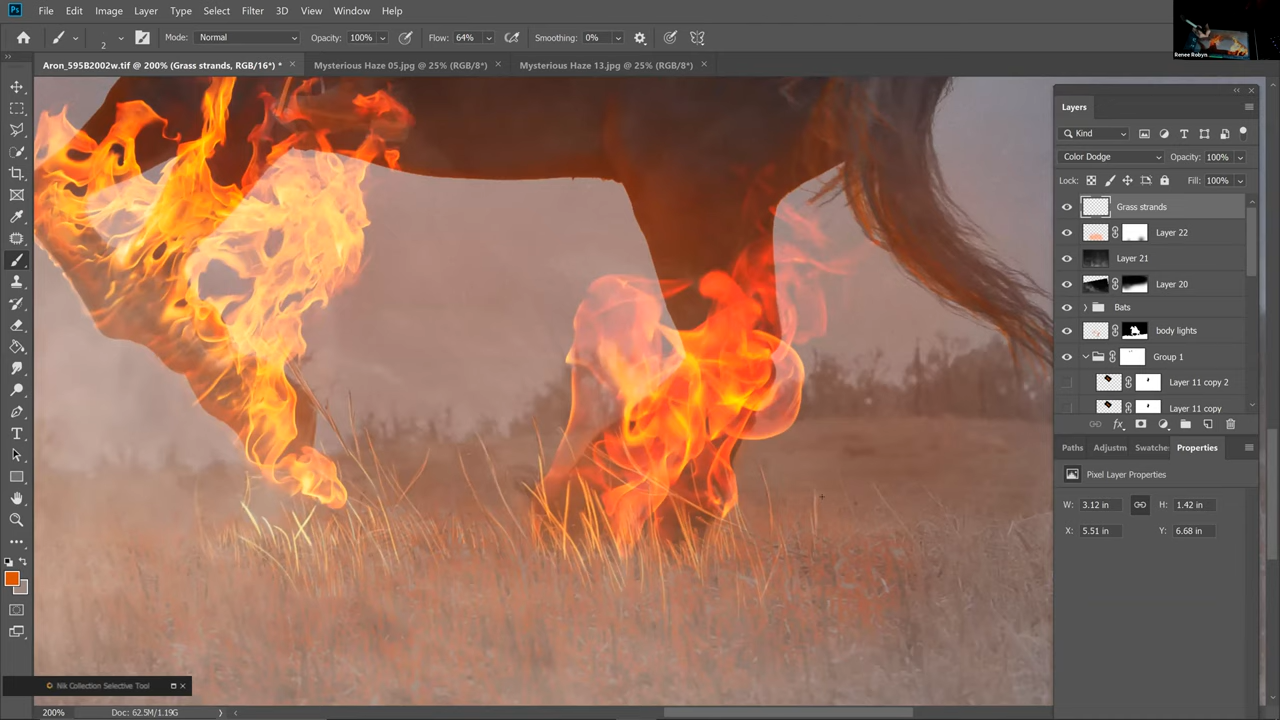 Ps File Edit Image Layer Type Select Filter 3D View Window Help
Renee Robyn
2 Mode: Normal Opacity: 100% Flow: 64% Smoothing: 0%
Aron_595B2002w.tif @ 200% (Grass strands, RGB/16*) * × Mysterious Haze 05.jpg @ 25% (RGB/8*) × Mysterious Haze 13.jpg @ 25% (RGB/8*) ×
Layers
Kind
Color Dodge Opacity: 100%
Lock: Fill: 100%
Grass strands
Layer 22
Layer 21
Layer 20
Bats
body lights
Group 1
Layer 11 copy 2
Layer 11 copy
fx
Paths Adjustm Swatche Properties
Pixel Layer Properties
W: 3.12 in H: 1.42 in
X: 5.51 in Y: 6.68 in
Nik Collection Selective Tool
200% Doc: 62.5M/1.19G